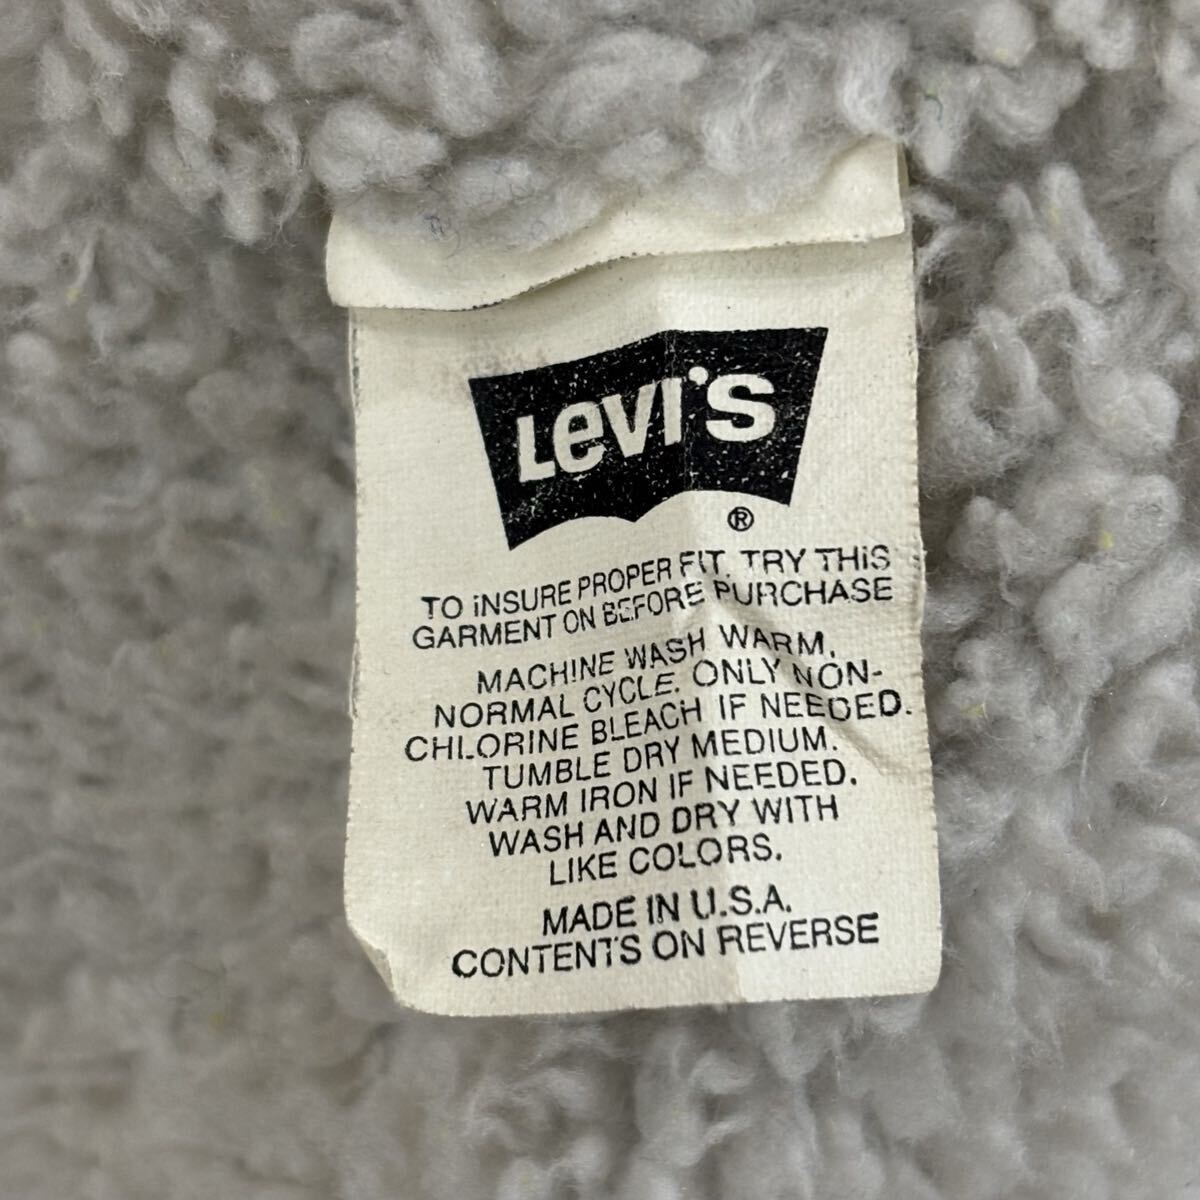 Levi's
®
TO INSURE PROPER FIT, TRY THIS
GARMENT ON BEFORE PURCHASE
MACHINE WASH WARM,
NORMAL CYCLE. ONLY NON-
CHLORINE BLEACH IF NEEDED.
TUMBLE DRY MEDIUM.
WARM IRON IF NEEDED.
WASH AND DRY WITH
LIKE COLORS.
MADE IN U.S.A.
CONTENTS ON REVERSE